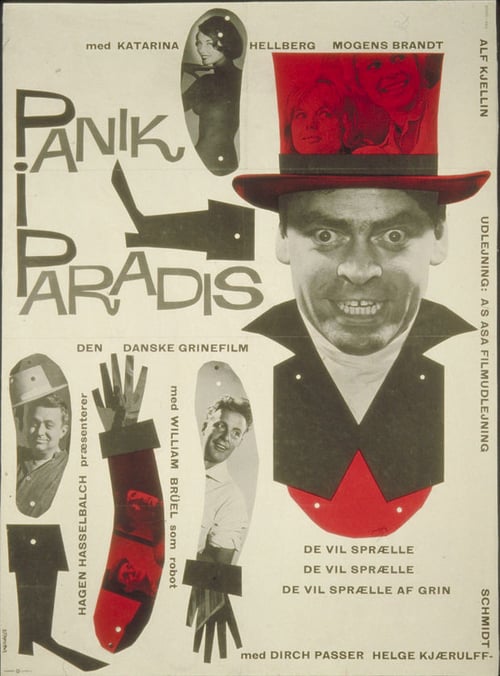 med KATARINA HELLBERG MOGENS BRANDT
ALF KJELLIN
PANIK
i
PARADIS
UDLEJNING: A/S ASA FILMUDLEJNING
DEN DANSKE GRINEFILM
HAGEN HASSELBALCH præsenterer
med WILLIAM BRÜEL som robot
DE VIL SPRÆLLE
DE VIL SPRÆLLE
DE VIL SPRÆLLE AF GRIN
med DIRCH PASSER HELGE KJÆRULFF-
SCHMIDT